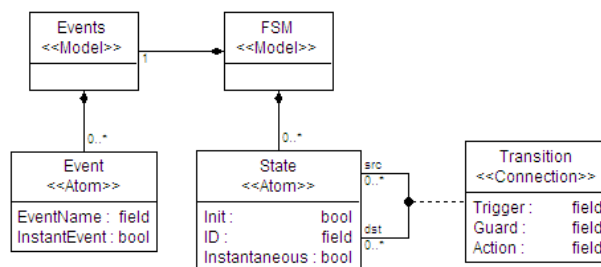 Events
<<Model>>
FSM
<<Model>>
1
0..*
0..*
Event
<<Atom>>
EventName : field
InstantEvent : bool
State
<<Atom>>
Init : bool
ID : field
Instantaneous : bool
src
0..*
dst
0..*
Transition
<<Connection>>
Trigger : field
Guard : field
Action : field